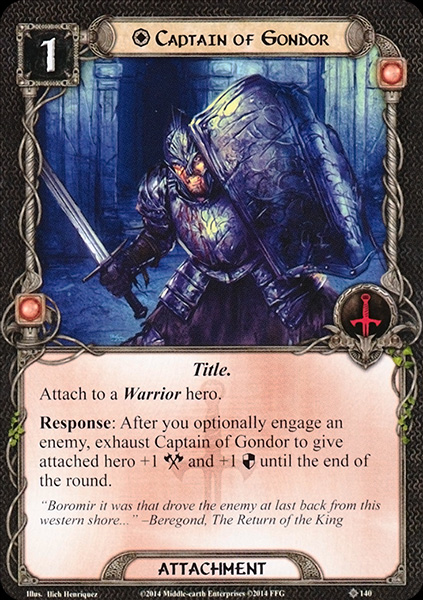 1
Captain of Gondor
Title.
Attach to a Warrior hero.
Response: After you optionally engage an
enemy, exhaust Captain of Gondor to give
attached hero +1 and +1 until the end of
the round.
“Boromir it was that drove the enemy at last back from this
western shore...” –Beregond, The Return of the King
ATTACHMENT
Illus. Ilich Henriquez
©2014 Middle-earth Enterprises ©2014 FFG
140